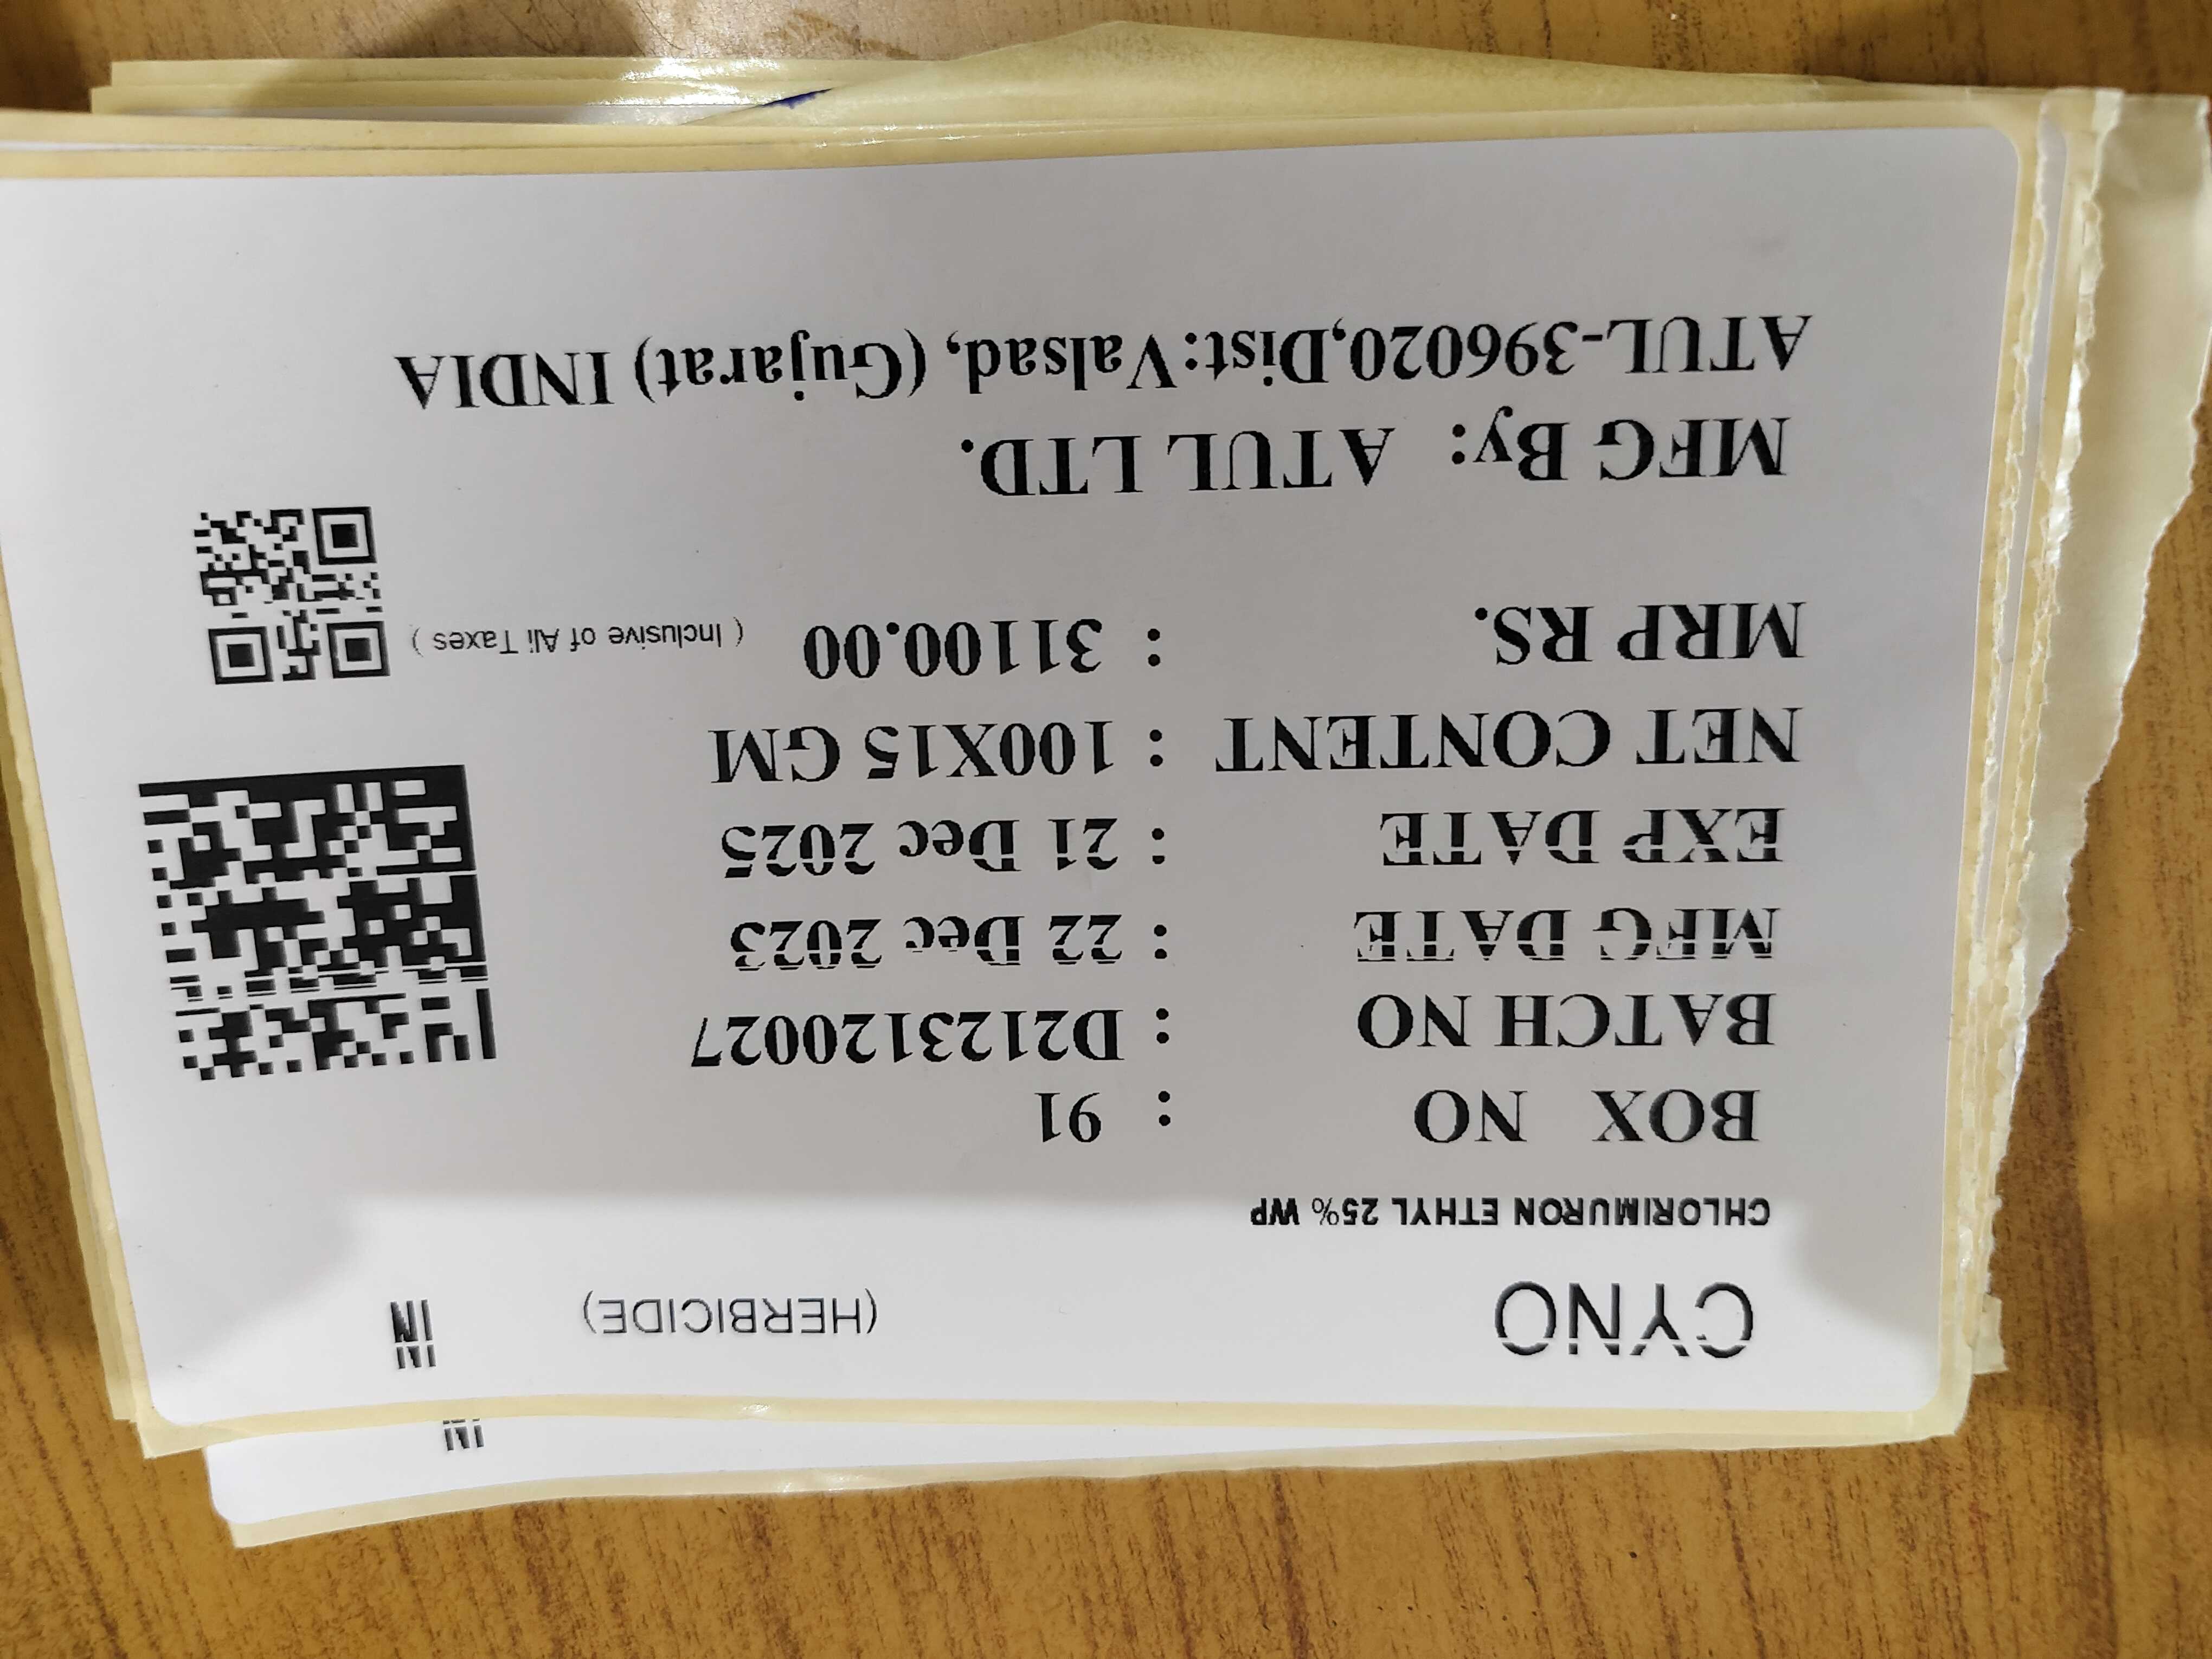 CYNO (HERBICIDE) IN
CHLORIMURON ETHYL 25% WP
BOX NO : 91
BATCH NO : D2123120027
MFG DATE : 22 Dec 2023
EXP DATE : 21 Dec 2025
NET CONTENT : 100X15 GM
MRP RS. : 31100.00 ( Inclusive of All Taxes )
MFG By: ATUL LTD.
ATUL-396020,Dist:Valsad, (Gujarat) INDIA